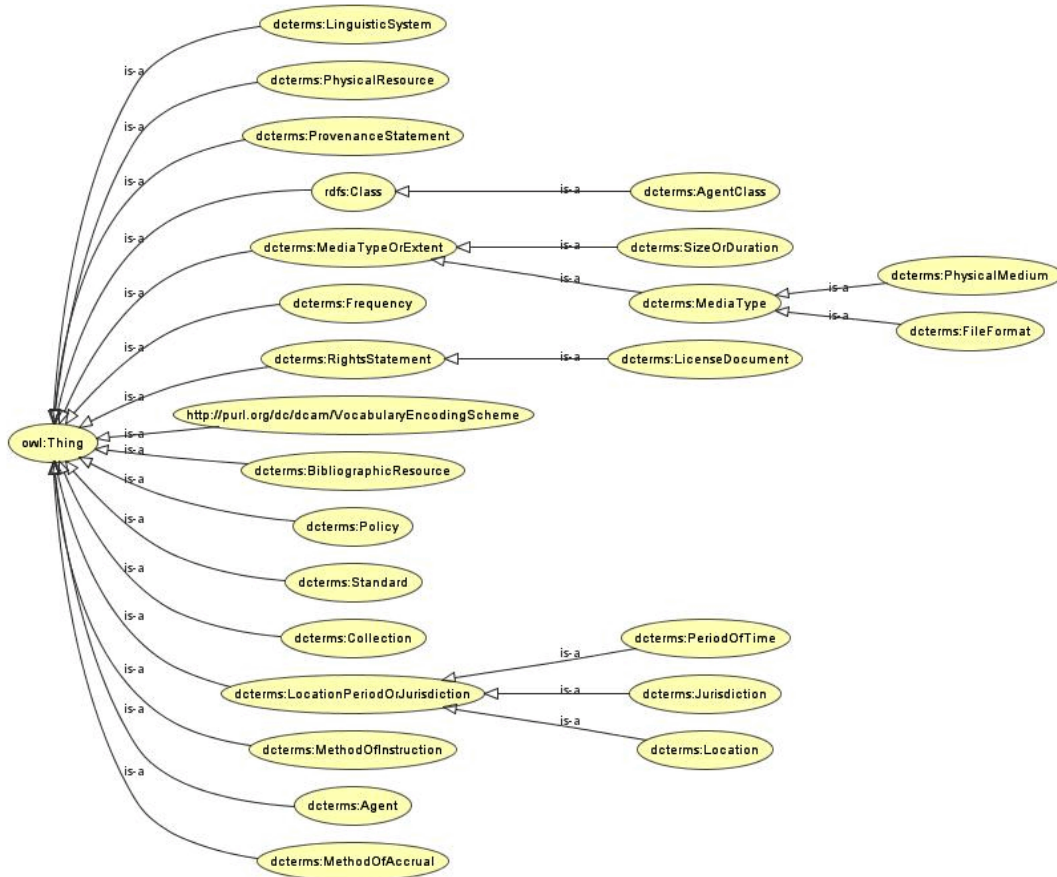 dcterms:LinguisticSystem
is-a
dcterms:PhysicalResource
is-a
dcterms:ProvenanceStatement
is-a
rdfs:Class
is-a
dcterms:AgentClass
is-a
dcterms:MediaTypeOrExtent
is-a
dcterms:SizeOrDuration
is-a
dcterms:PhysicalMedium
is-a
is-a
dcterms:Frequency
dcterms:MediaType
is-a
is-a
dcterms:FileFormat
is-a
dcterms:RightsStatement
is-a
dcterms:LicenseDocument
is-a
http://purl.org/dc/dcam/VocabularyEncodingScheme
is-a
owl:Thing
is-a
dcterms:BibliographicResource
is-a
dcterms:Policy
is-a
dcterms:Standard
is-a
dcterms:Collection
is-a
dcterms:PeriodOfTime
is-a
dcterms:LocationPeriodOrJurisdiction
is-a
dcterms:Jurisdiction
is-a
is-a
dcterms:MethodOfInstruction
dcterms:Location
is-a
dcterms:Agent
is-a
dcterms:MethodOfAccrual